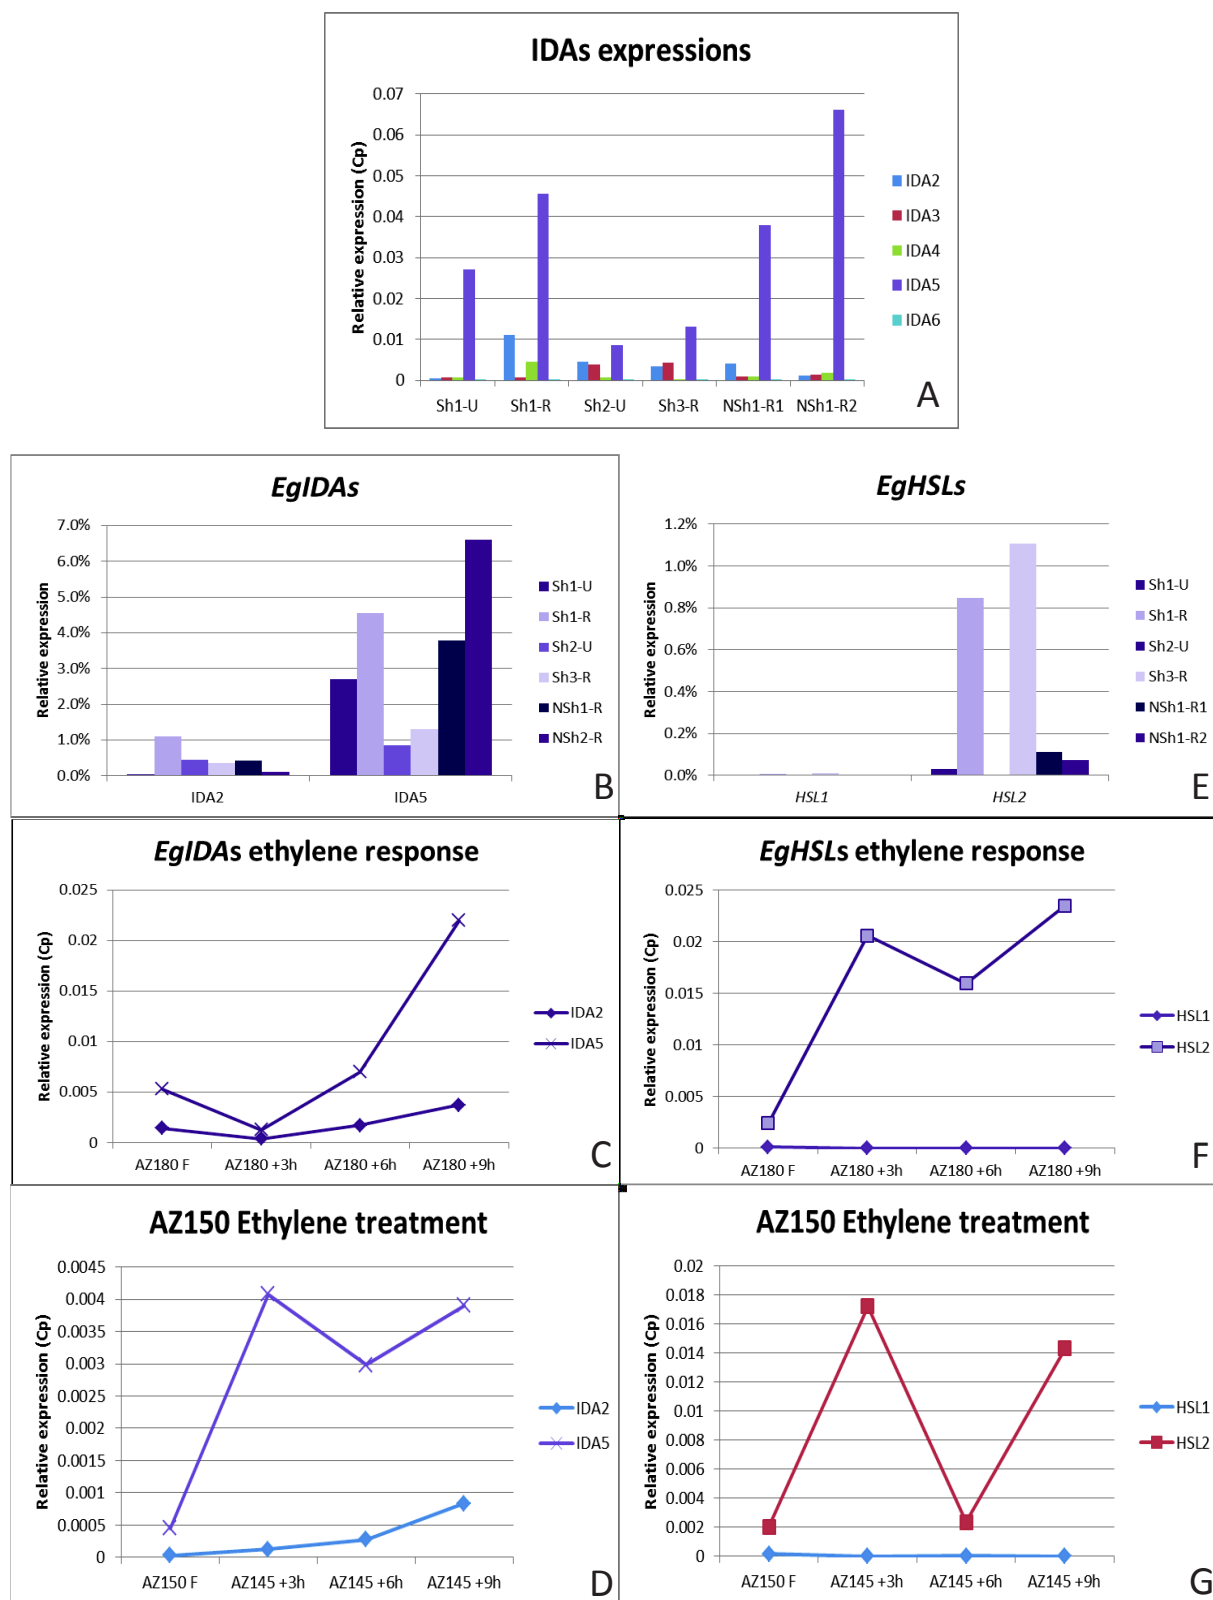 IDAs expressions
Relative expression (Cp)
0.07
0.06
0.05
0.04
0.03
0.02
0.01
0
Sh1-U Sh1-R Sh2-U Sh3-R NSh1-R1 NSh1-R2
IDA2
IDA3
IDA4
IDA5
IDA6
A
EgIDAs
Relative expression
7.0%
6.0%
5.0%
4.0%
3.0%
2.0%
1.0%
0.0%
IDA2 IDA5
Sh1-U
Sh1-R
Sh2-U
Sh3-R
NSh1-R
NSh2-R
B
EgHSLs
Relative expression
1.2%
1.0%
0.8%
0.6%
0.4%
0.2%
0.0%
HSL1 HSL2
Sh1-U
Sh1-R
Sh2-U
Sh3-R
NSh1-R1
NSh1-R2
E
EgIDAs ethylene response
Relative expression (Cp)
0.025
0.02
0.015
0.01
0.005
0
AZ180 F AZ180 +3h AZ180 +6h AZ180 +9h
IDA2
IDA5
C
EgHSLs ethylene response
Relative expression (Cp)
0.025
0.02
0.015
0.01
0.005
0
AZ180 F AZ180 +3h AZ180 +6h AZ180 +9h
HSL1
HSL2
F
AZ150 Ethylene treatment
Relative expression (Cp)
0.0045
0.004
0.0035
0.003
0.0025
0.002
0.0015
0.001
0.0005
0
AZ150 F AZ145 +3h AZ145 +6h AZ145 +9h
IDA2
IDA5
D
AZ150 Ethylene treatment
Relative expression (Cp)
0.02
0.018
0.016
0.014
0.012
0.01
0.008
0.006
0.004
0.002
0
AZ150 F AZ145 +3h AZ145 +6h AZ145 +9h
HSL1
HSL2
G